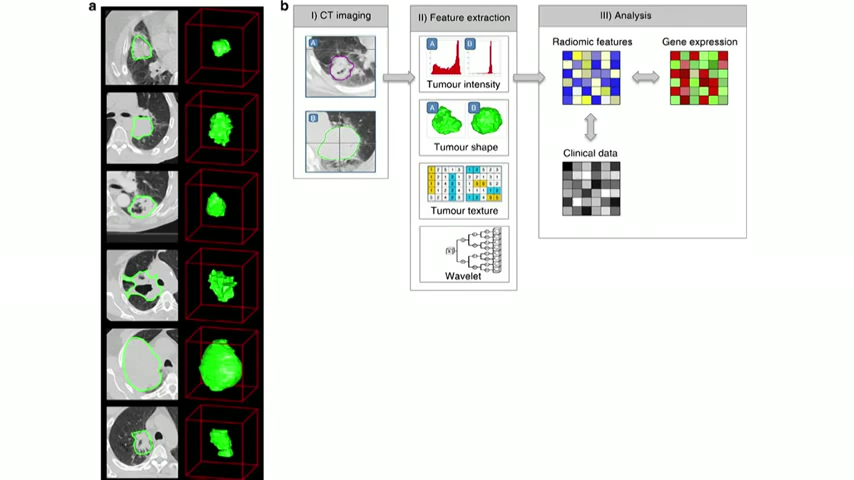 a
b
I) CT imaging
A
B
II) Feature extraction
A
B
Tumour intensity
A
B
Tumour shape
Tumour texture
Wavelet
III) Analysis
Radiomic features
Gene expression
Clinical data